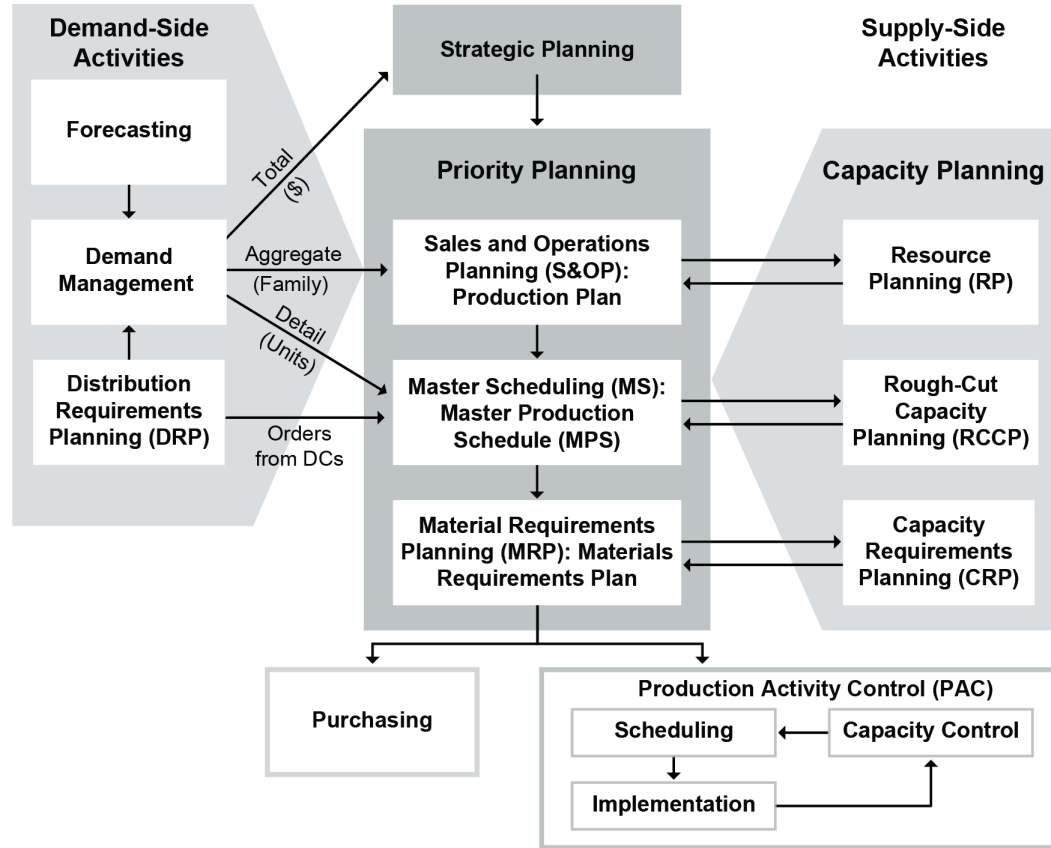 Demand-Side
Activities
Forecasting
Demand
Management
Distribution
Requirements
Planning (DRP)
Total
($)
Aggregate
(Family)
Detail
(Units)
Orders
from DCs
Strategic Planning
Priority Planning
Sales and Operations
Planning (S&OP):
Production Plan
Master Scheduling (MS):
Master Production
Schedule (MPS)
Material Requirements
Planning (MRP): Materials
Requirements Plan
Supply-Side
Activities
Capacity Planning
Resource
Planning (RP)
Rough-Cut
Capacity
Planning (RCCP)
Capacity
Requirements
Planning (CRP)
Purchasing
Production Activity Control (PAC)
Scheduling
Capacity Control
Implementation